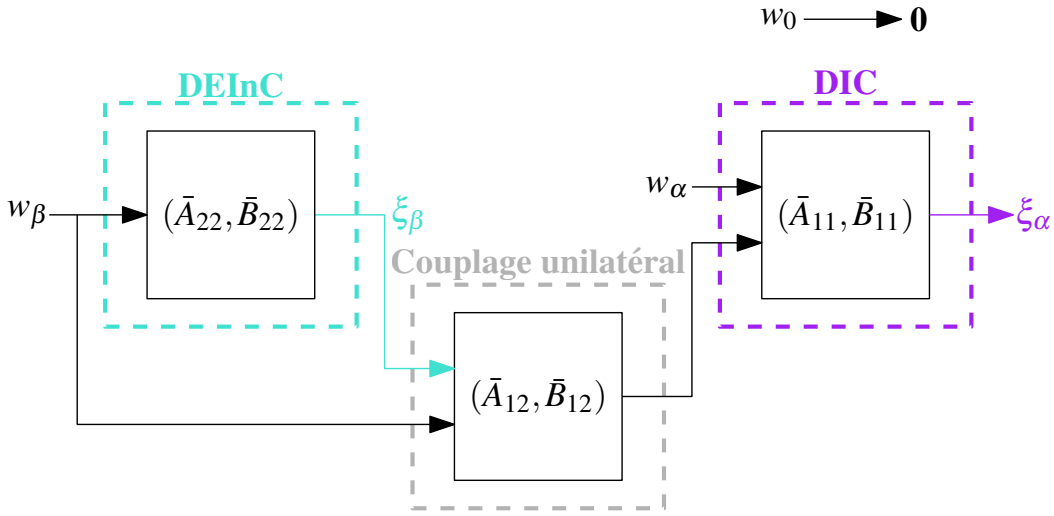 w₀ 0
DEInC DIC
w_β (Ā₂₂, B̄₂₂) ξ_β
w_α (Ā₁₁, B̄₁₁) ξ_α
Couplage unilatéral
(Ā₁₂, B̄₁₂)